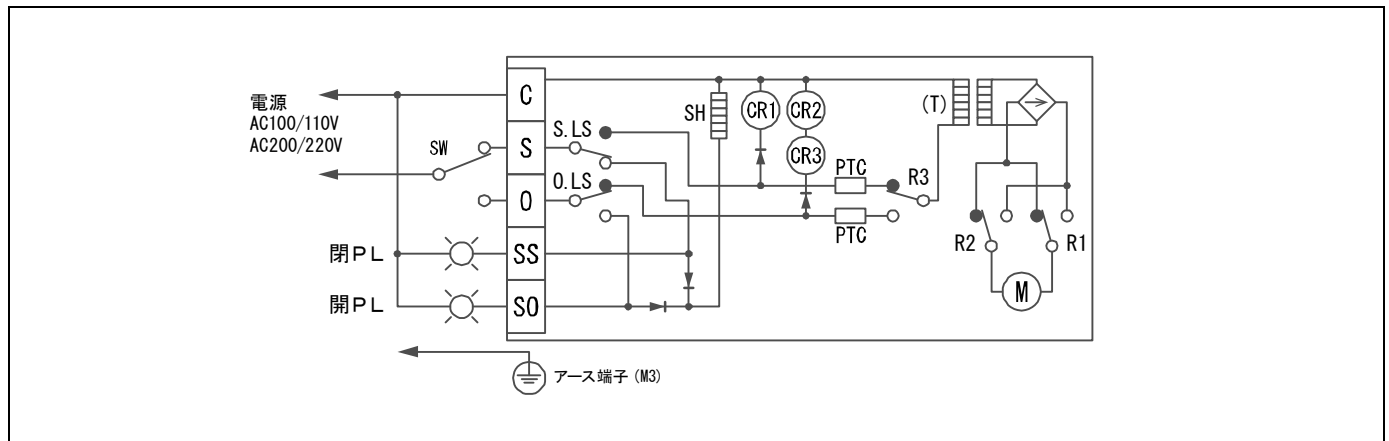 電源
AC100/110V
AC200/220V
SW
C
S
O
SS
SO
S.LS
O.LS
SH
CR1
CR2
CR3
PTC
PTC
R3
(T)
R2
R1
M
閉PL
開PL
アース端子(M3)